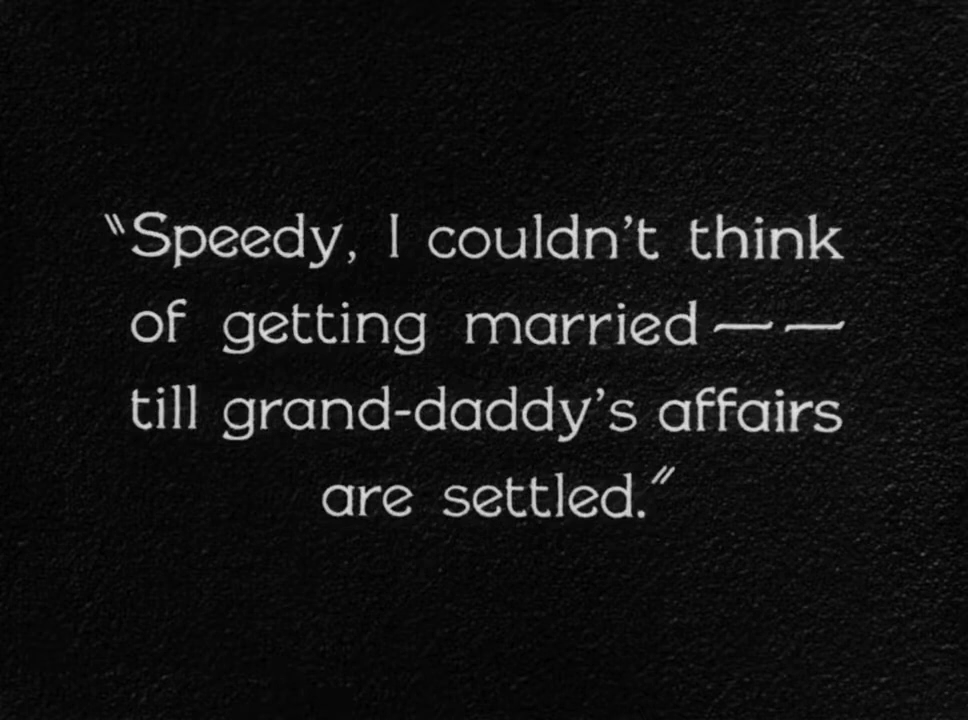 "Speedy, I couldn't think
of getting married——
till grand-daddy's affairs
are settled."